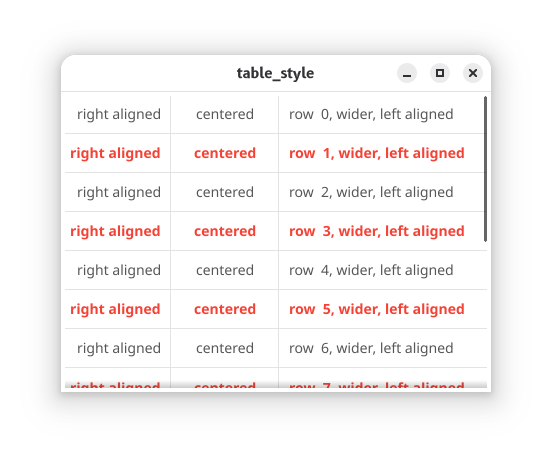 table_style
right aligned centered row  0, wider, left aligned
right aligned centered row  1, wider, left aligned
right aligned centered row  2, wider, left aligned
right aligned centered row  3, wider, left aligned
right aligned centered row  4, wider, left aligned
right aligned centered row  5, wider, left aligned
right aligned centered row  6, wider, left aligned
right aligned centered row  7, wider, left aligned